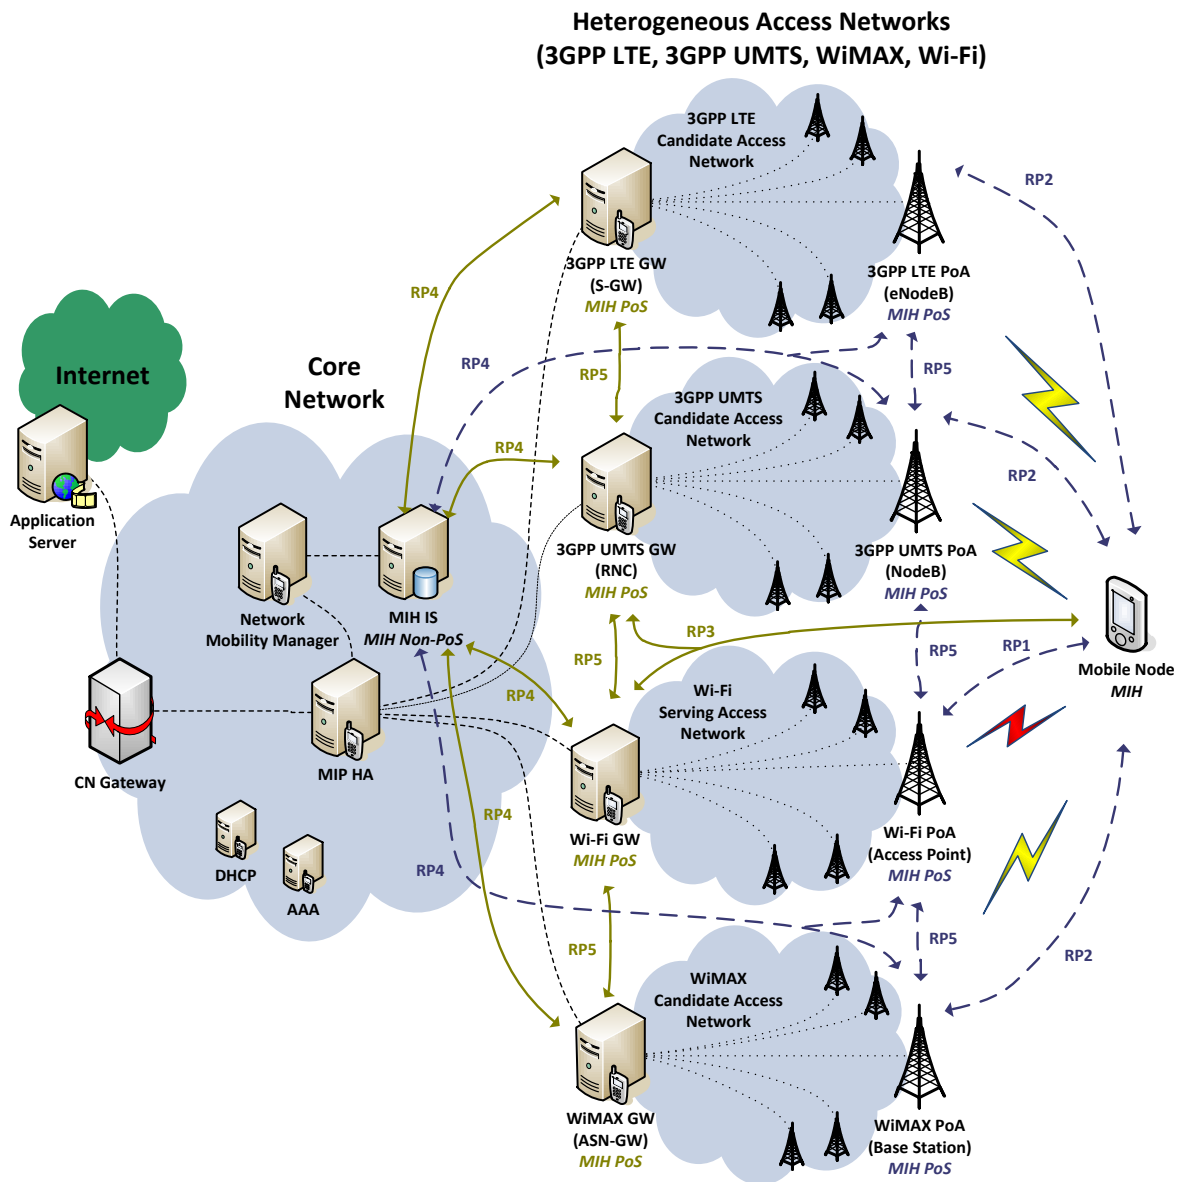 Heterogeneous Access Networks
(3GPP LTE, 3GPP UMTS, WiMAX, Wi-Fi)
3GPP LTE
Candidate Access
Network
RP2
3GPP LTE GW
(S-GW)
MIH PoS
3GPP LTE PoA
(eNodeB)
MIH PoS
RP4
RP4
RP5
RP5
Internet
Core
Network
3GPP UMTS
Candidate Access
Network
RP4
RP2
Application
Server
3GPP UMTS GW
(RNC)
MIH PoS
3GPP UMTS PoA
(NodeB)
MIH PoS
Network
Mobility Manager
MIH IS
MIH Non-PoS
RP3
RP5
RP5
RP1
Mobile Node
MIH
RP4
Wi-Fi
Serving Access
Network
CN Gateway
MIP HA
RP4
Wi-Fi GW
MIH PoS
Wi-Fi PoA
(Access Point)
MIH PoS
RP4
DHCP
AAA
RP5
RP5
RP2
WiMAX
Candidate Access
Network
WiMAX GW
(ASN-GW)
MIH PoS
WiMAX PoA
(Base Station)
MIH PoS